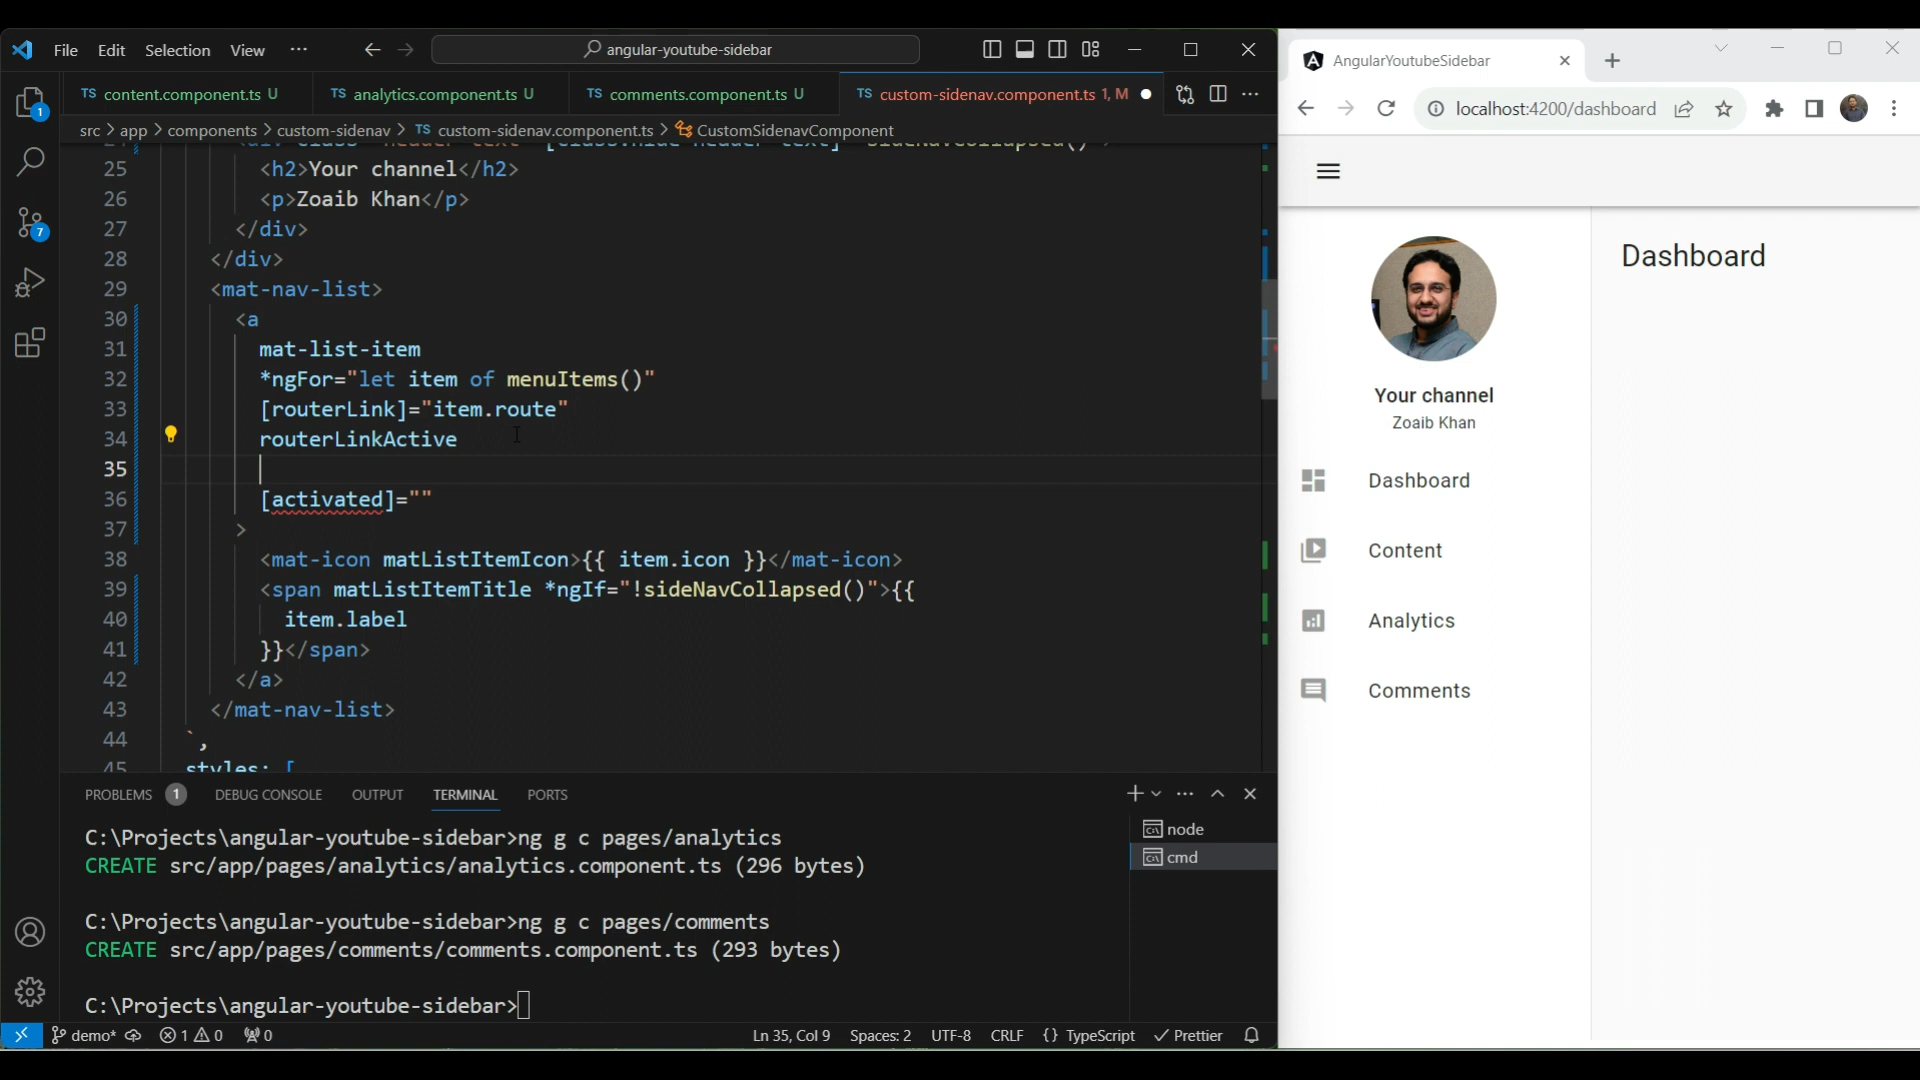 File Edit Selection View ··· angular-youtube-sidebar
TS content.component.ts U TS analytics.component.ts U TS comments.component.ts U TS custom-sidenav.component.ts 1, M
src > app > components > custom-sidenav > TS custom-sidenav.component.ts > CustomSidenavComponent
25 <h2>Your channel</h2>
26 <p>Zoaib Khan</p>
27 </div>
28 </div>
29 <mat-nav-list>
30 <a
31 mat-list-item
32 *ngFor="let item of menuItems()"
33 [routerLink]="item.route"
34 routerLinkActive
35
36 [activated]=""
37 >
38 <mat-icon matListItemIcon>{{ item.icon }}</mat-icon>
39 <span matListItemTitle *ngIf="!sideNavCollapsed()">{{
40 item.label
41 }}</span>
42 </a>
43 </mat-nav-list>
44 `,
45 styles: [
1
7
PROBLEMS 1 DEBUG CONSOLE OUTPUT TERMINAL PORTS
C:\Projects\angular-youtube-sidebar>ng g c pages/analytics
CREATE src/app/pages/analytics/analytics.component.ts (296 bytes)
C:\Projects\angular-youtube-sidebar>ng g c pages/comments
CREATE src/app/pages/comments/comments.component.ts (293 bytes)
C:\Projects\angular-youtube-sidebar>
node
cmd
demo* 1 0 0 Ln 35, Col 9 Spaces: 2 UTF-8 CRLF {} TypeScript Prettier
AngularYoutubeSidebar
localhost:4200/dashboard
Dashboard
Your channel
Zoaib Khan
Dashboard
Content
Analytics
Comments